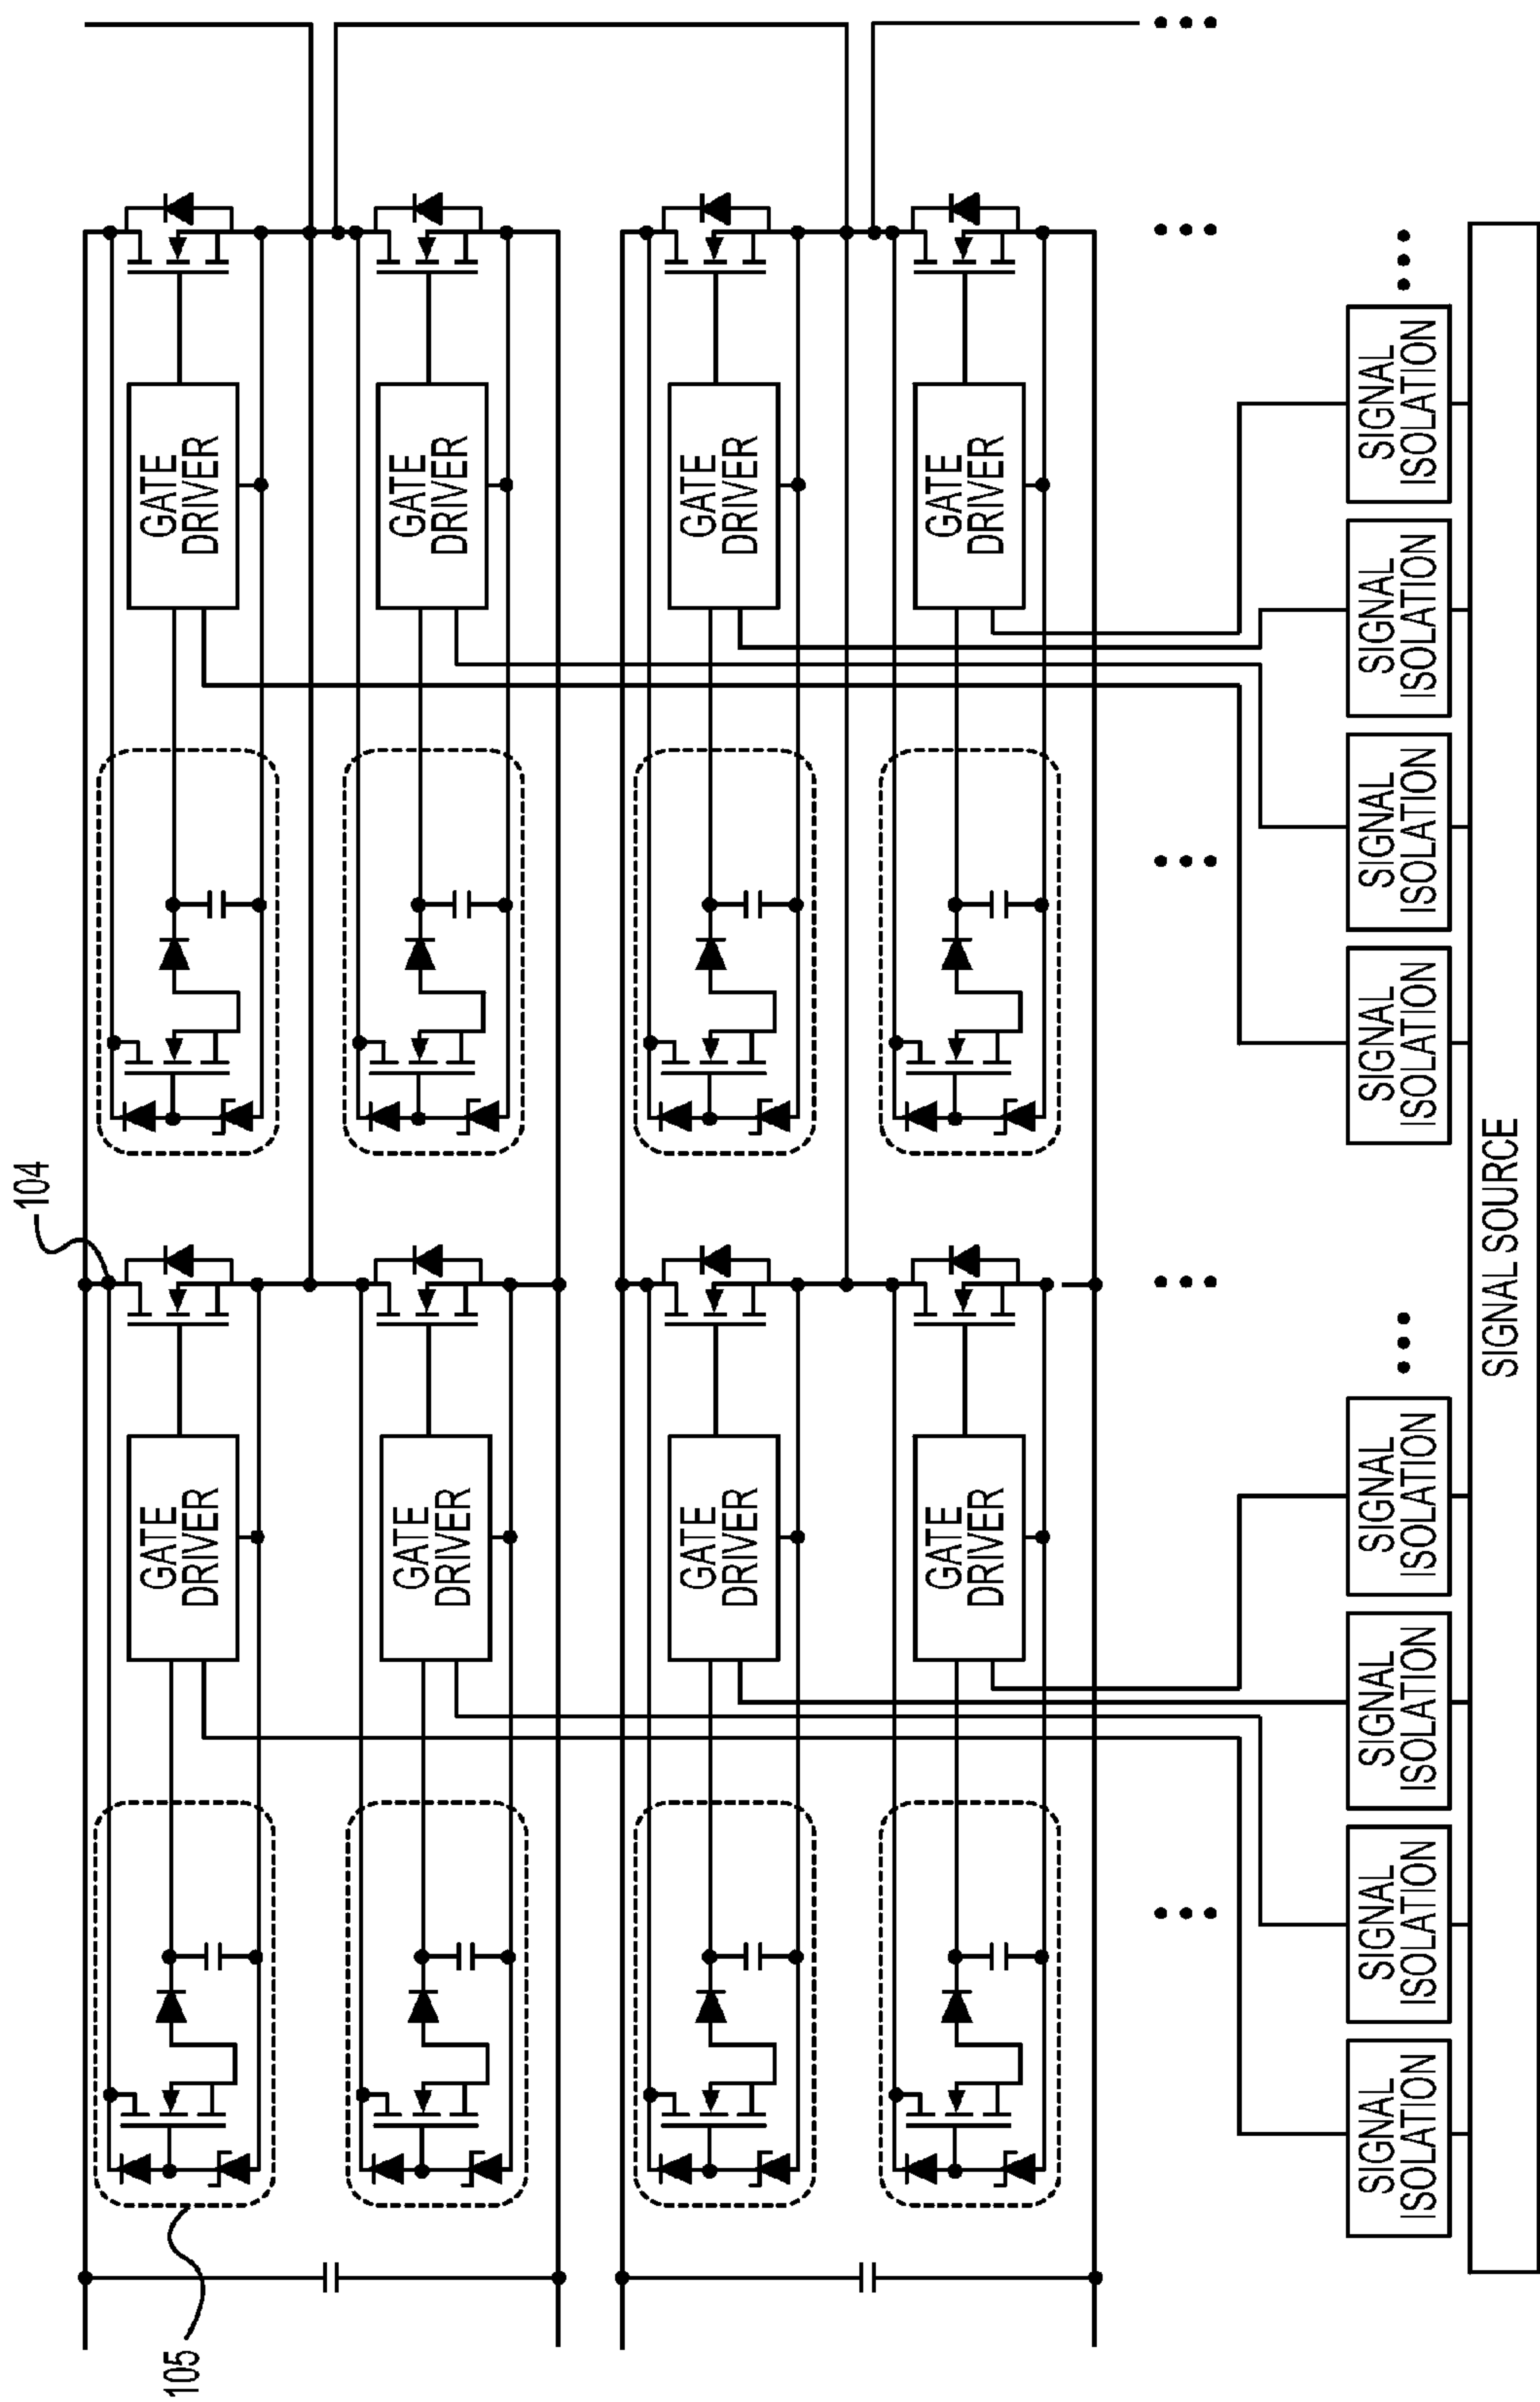 104
105
GATE
DRIVER
GATE
DRIVER
GATE
DRIVER
GATE
DRIVER
GATE
DRIVER
GATE
DRIVER
GATE
DRIVER
GATE
DRIVER
SIGNAL
ISOLATION
SIGNAL
ISOLATION
SIGNAL
ISOLATION
SIGNAL
ISOLATION
SIGNAL
ISOLATION
SIGNAL
ISOLATION
SIGNAL
ISOLATION
SIGNAL
ISOLATION
SIGNAL SOURCE